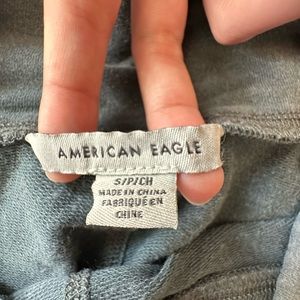 AMERICAN EAGLE
S/P/CH
MADE IN CHINA
FABRIQUÉ EN
CHINE